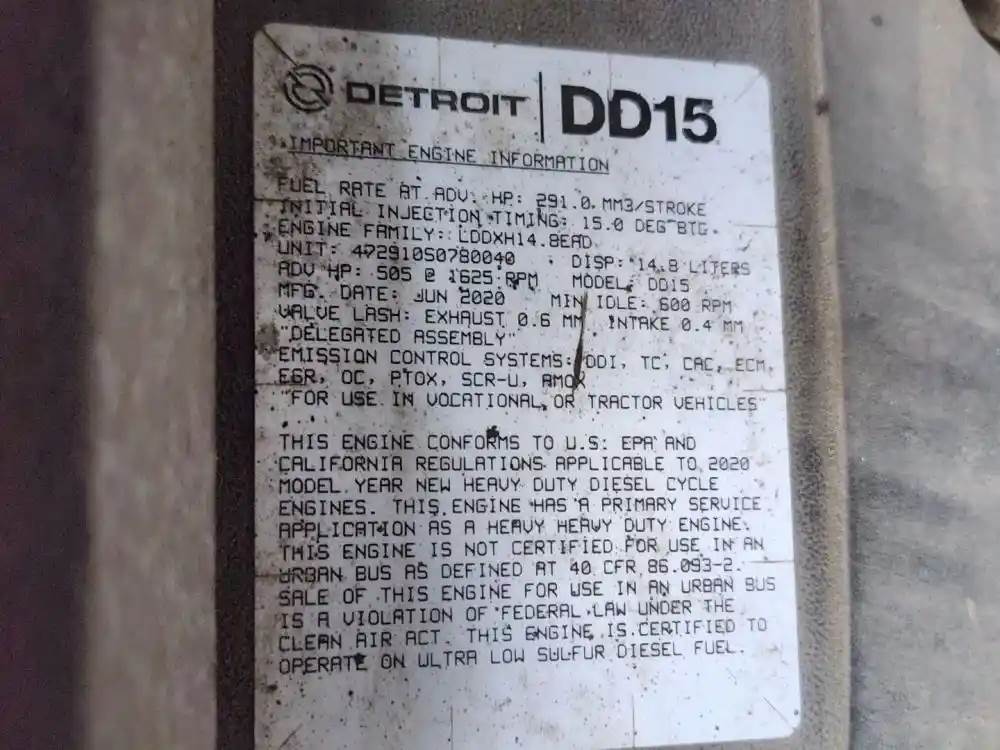 DETROIT DD15
IMPORTANT ENGINE INFORMATION
FUEL RATE AT ADV. HP: 291.0 MM3/STROKE
INITIAL INJECTION TIMING: 15.0 DEG BTC
ENGINE FAMILY: LDDXH14.8EAD
UNIT: 472910S0780040 DISP: 14.8 LITERS
ADV HP: 505 @ 1625 RPM MODEL: DD15
MFG. DATE: JUN 2020 MIN IDLE: 600 RPM
VALVE LASH: EXHAUST 0.6 MM INTAKE 0.4 MM
"DELEGATED ASSEMBLY"
EMISSION CONTROL SYSTEMS: DDI, TC, CAC, ECM,
EGR, OC, PTOX, SCR-U, AMOX
"FOR USE IN VOCATIONAL OR TRACTOR VEHICLES"
THIS ENGINE CONFORMS TO U.S. EPA AND
CALIFORNIA REGULATIONS APPLICABLE TO 2020
MODEL YEAR NEW HEAVY DUTY DIESEL CYCLE
ENGINES. THIS ENGINE HAS A PRIMARY SERVICE
APPLICATION AS A HEAVY HEAVY DUTY ENGINE.
THIS ENGINE IS NOT CERTIFIED FOR USE IN AN
URBAN BUS AS DEFINED AT 40 CFR 86.093-2.
SALE OF THIS ENGINE FOR USE IN AN URBAN BUS
IS A VIOLATION OF FEDERAL LAW UNDER THE
CLEAN AIR ACT. THIS ENGINE IS CERTIFIED TO
OPERATE ON ULTRA LOW SULFUR DIESEL FUEL.